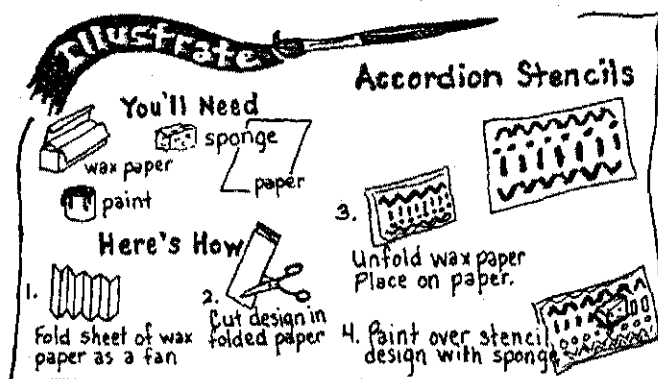 Illustrate
Accordion Stencils
You'll Need
wax paper
sponge
paper
paint
Here's How
1.
Fold sheet of wax
paper as a fan
2.
Cut design in
folded paper
3.
Unfold wax paper
Place on paper.
4. Paint over stencil
design with sponge